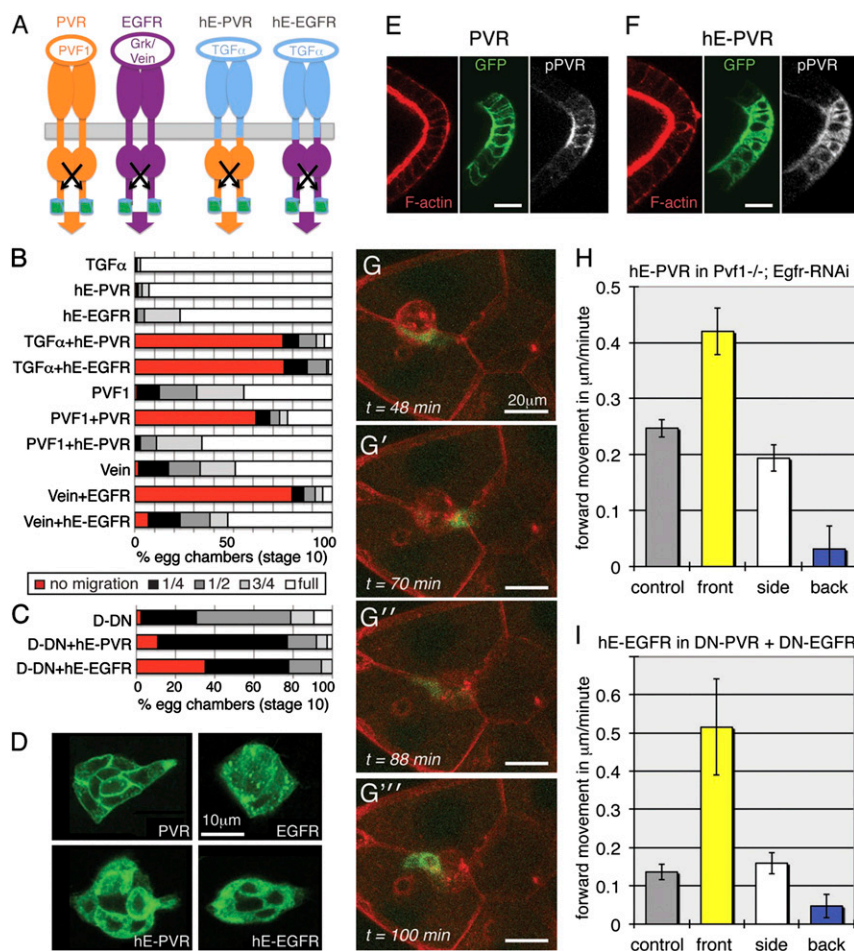 A
PVR EGFR hE-PVR hE-EGFR
PVF1 Grk/Vein TGFα TGFα
B
TGFα
hE-PVR
hE-EGFR
TGFα+hE-PVR
TGFα+hE-EGFR
PVF1
PVF1+PVR
PVF1+hE-PVR
Vein
Vein+EGFR
Vein+hE-EGFR
0 100
% egg chambers (stage 10)
no migration 1/4 1/2 3/4 full
C
D-DN
D-DN+hE-PVR
D-DN+hE-EGFR
0 20 40 60 80 100
% egg chambers (stage 10)
D
PVR
EGFR
10μm
hE-PVR
hE-EGFR
E
PVR
GFP pPVR
F-actin
F
hE-PVR
GFP pPVR
F-actin
G
20μm
t = 48 min
G'
t = 70 min
G''
t = 88 min
G'''
t = 100 min
H
hE-PVR in Pvf1-/-; Egfr-RNAi
forward movement in μm/minute
0.5
0.4
0.3
0.2
0.1
0
control front side back
I
hE-EGFR in DN-PVR + DN-EGFR
forward movement in μm/minute
0.6
0.5
0.4
0.3
0.2
0.1
0
control front side back